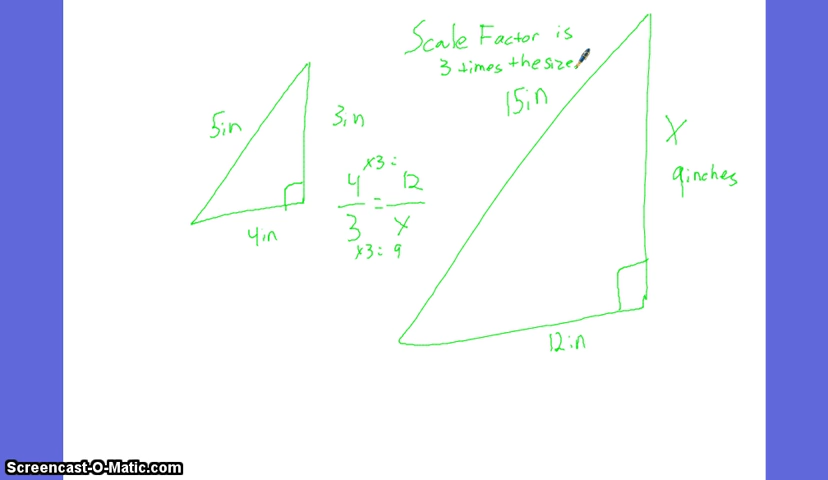 Scale Factor is
3 times the size
5in
3in
4in
4 x3= 12
3 = x
x3= 9
15in
X
9inches
12in
Screencast-O-Matic.com